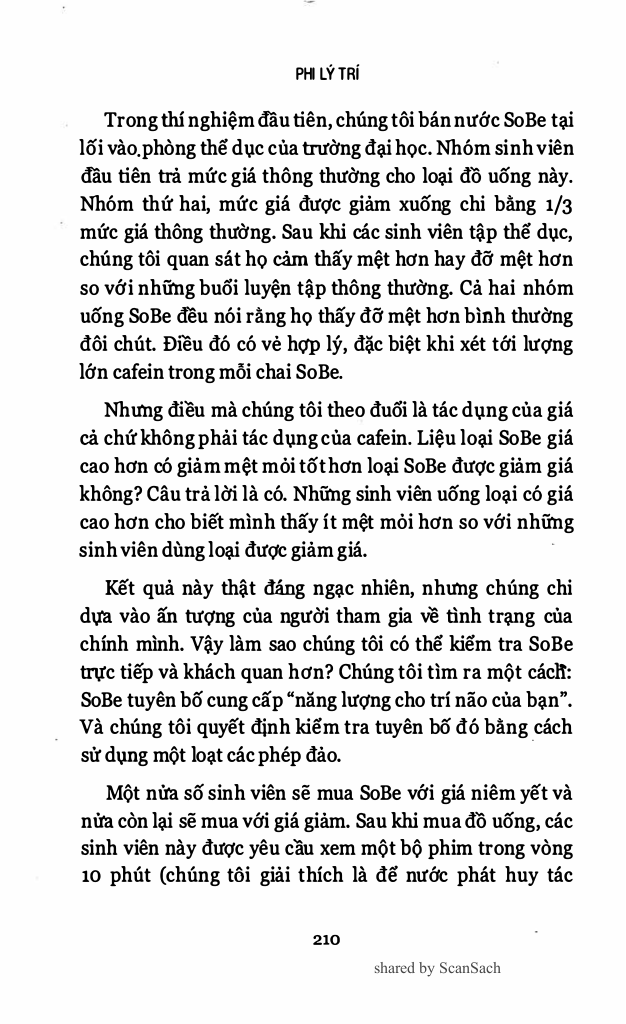 PHI LÝ TRÍ
Trong thí nghiệm đầu tiên, chúng tôi bán nước SoBe tại
lối vào phòng thể dục của trường đại học. Nhóm sinh viên
đầu tiên trả mức giá thông thường cho loại đồ uống này.
Nhóm thứ hai, mức giá được giảm xuống chỉ bằng 1/3
mức giá thông thường. Sau khi các sinh viên tập thể dục,
chúng tôi quan sát họ cảm thấy mệt hơn hay đỡ mệt hơn
so với những buổi luyện tập thông thường. Cả hai nhóm
uống SoBe đều nói rằng họ thấy đỡ mệt hơn bình thường
đôi chút. Điều đó có vẻ hợp lý, đặc biệt khi xét tới lượng
lớn cafein trong mỗi chai SoBe.
Nhưng điều mà chúng tôi theo đuổi là tác dụng của giá
cả chứ không phải tác dụng của cafein. Liệu loại SoBe giá
cao hơn có giảm mệt mỏi tốt hơn loại SoBe được giảm giá
không? Câu trả lời là có. Những sinh viên uống loại có giá
cao hơn cho biết mình thấy ít mệt mỏi hơn so với những
sinh viên dùng loại được giảm giá.
Kết quả này thật đáng ngạc nhiên, nhưng chúng chỉ
dựa vào ấn tượng của người tham gia về tình trạng của
chính mình. Vậy làm sao chúng tôi có thể kiểm tra SoBe
trực tiếp và khách quan hơn? Chúng tôi tìm ra một cách:
SoBe tuyên bố cung cấp “năng lượng cho trí não của bạn”.
Và chúng tôi quyết định kiểm tra tuyên bố đó bằng cách
sử dụng một loạt các phép đảo.
Một nửa số sinh viên sẽ mua SoBe với giá niêm yết và
nửa còn lại sẽ mua với giá giảm. Sau khi mua đồ uống, các
sinh viên này được yêu cầu xem một bộ phim trong vòng
10 phút (chúng tôi giải thích là để nước phát huy tác
210
shared by ScanSach